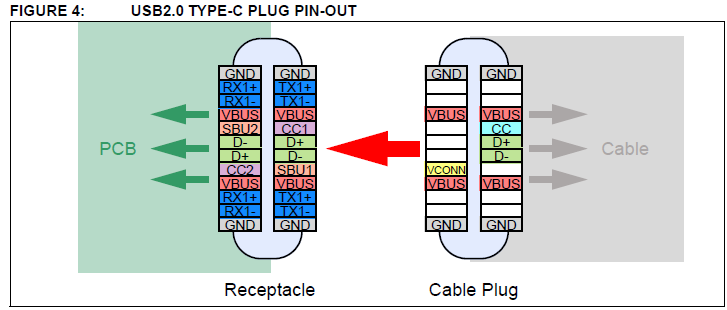 FIGURE 4: USB2.0 TYPE-C PLUG PIN-OUT
GND GND GND GND
RX1+ TX1+
RX1- TX1-
VBUS VBUS VBUS VBUS
SBU2 CC1 CC
PCB D- D+ D+ Cable
D+ D- D-
CC2 SBU1 VCONN
VBUS VBUS VBUS VBUS
RX1+ TX1+
RX1- TX1-
GND GND GND GND
Receptacle Cable Plug